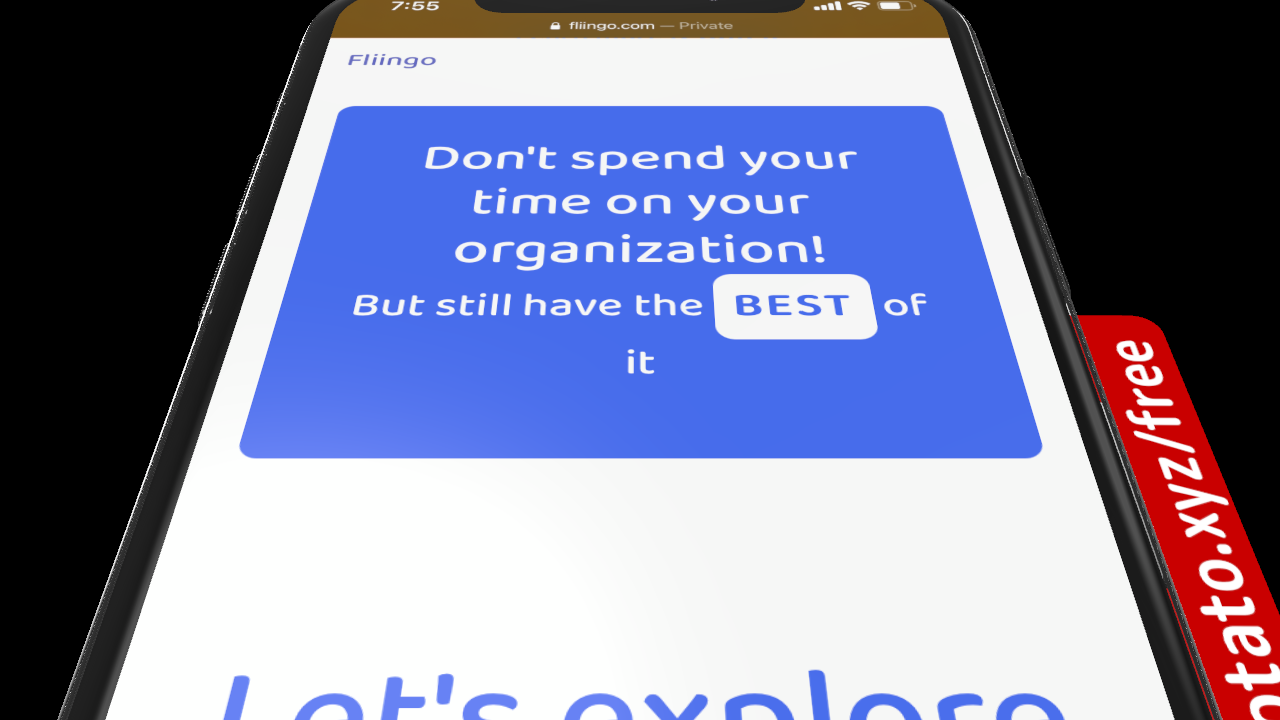 7:55
fliingo.com — Private
Fliingo
Don't spend your
time on your
organization!
But still have the BEST of
it
Let's explore
tato.xyz/free